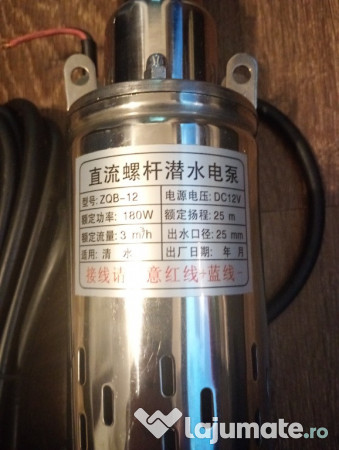 直流螺杆潜水电泵
型号: ZQB-12 电源电压: DC12V
额定功率: 180W 额定扬程: 25 m
额定流量: 3 m³/h 出水口径: 25 mm
适用: 清 水 出厂日期: 年 月
接线请 意红线+蓝线-
lajumate.ro